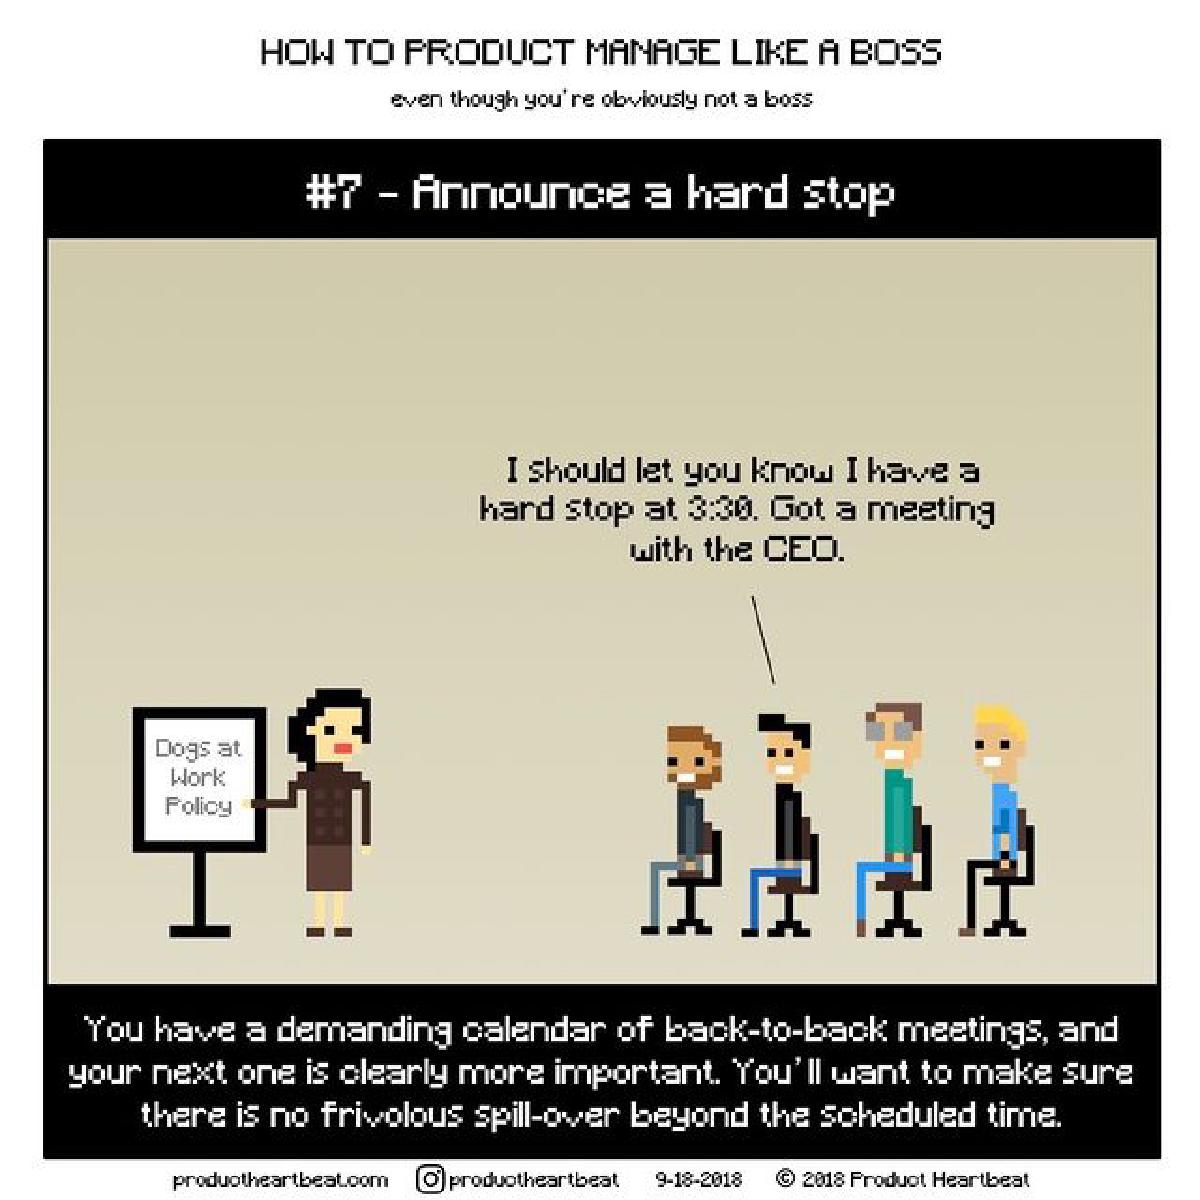 HOW TO PRODUCT MANAGE LIKE A BOSS
even though you're obviously not a boss
#7 - Announce a hard stop
I should let you know I have a
hard stop at 3:30. Got a meeting
with the CEO.
Dogs at
Work
Policy
You have a demanding calendar of back-to-back meetings, and
your next one is clearly more important. You'll want to make sure
there is no frivolous spill-over beyond the scheduled time.
productheartbeat.com productheartbeat 9-18-2018 © 2018 Product Heartbeat